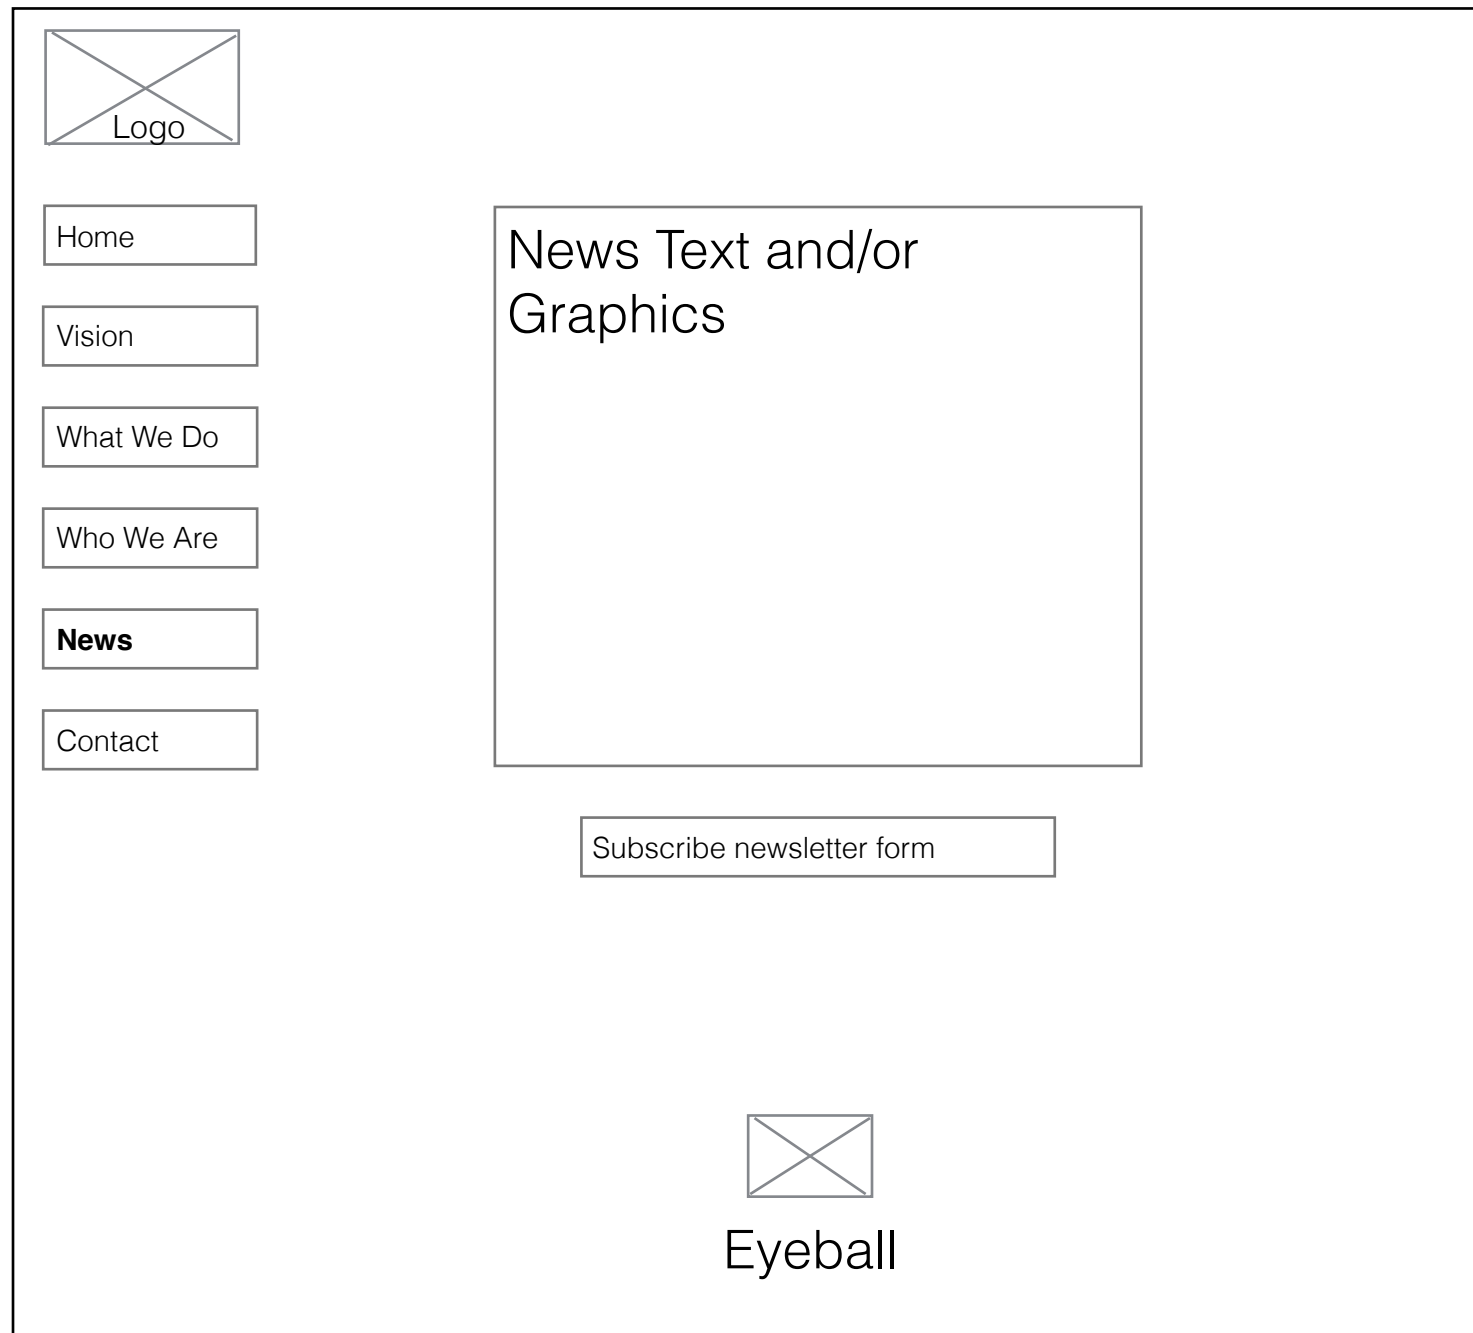 Logo
Home
Vision
What We Do
Who We Are
News
Contact
News Text and/or
Graphics
Subscribe newsletter form
Eyeball